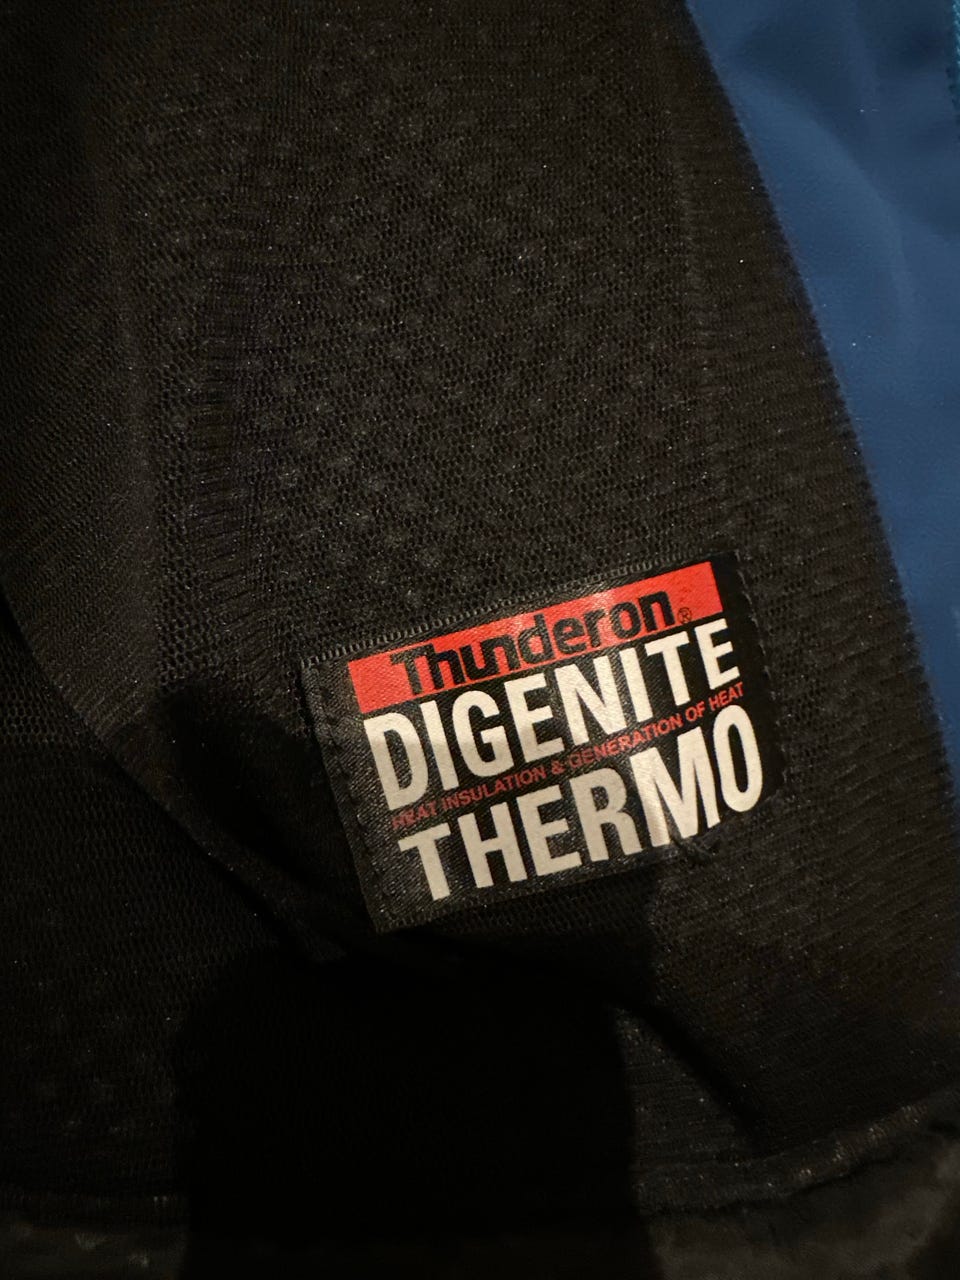 Thunderon®
DIGENITE
HEAT INSULATION & GENERATION OF HEAT
THERMO